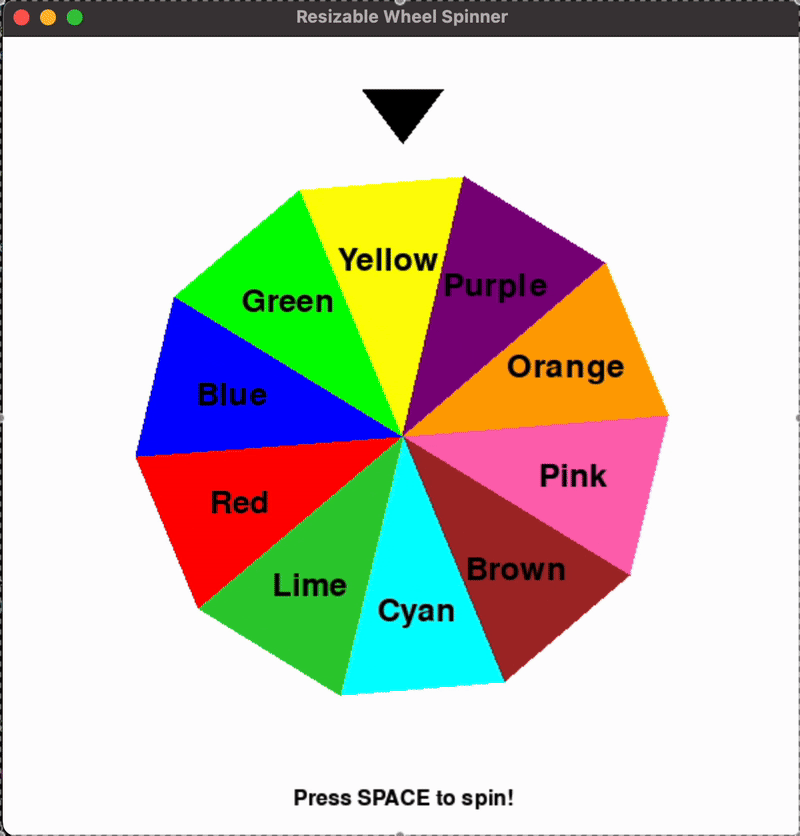 Resizable Wheel Spinner
Yellow
Purple
Green
Orange
Blue
Pink
Red
Brown
Lime
Cyan
Press SPACE to spin!